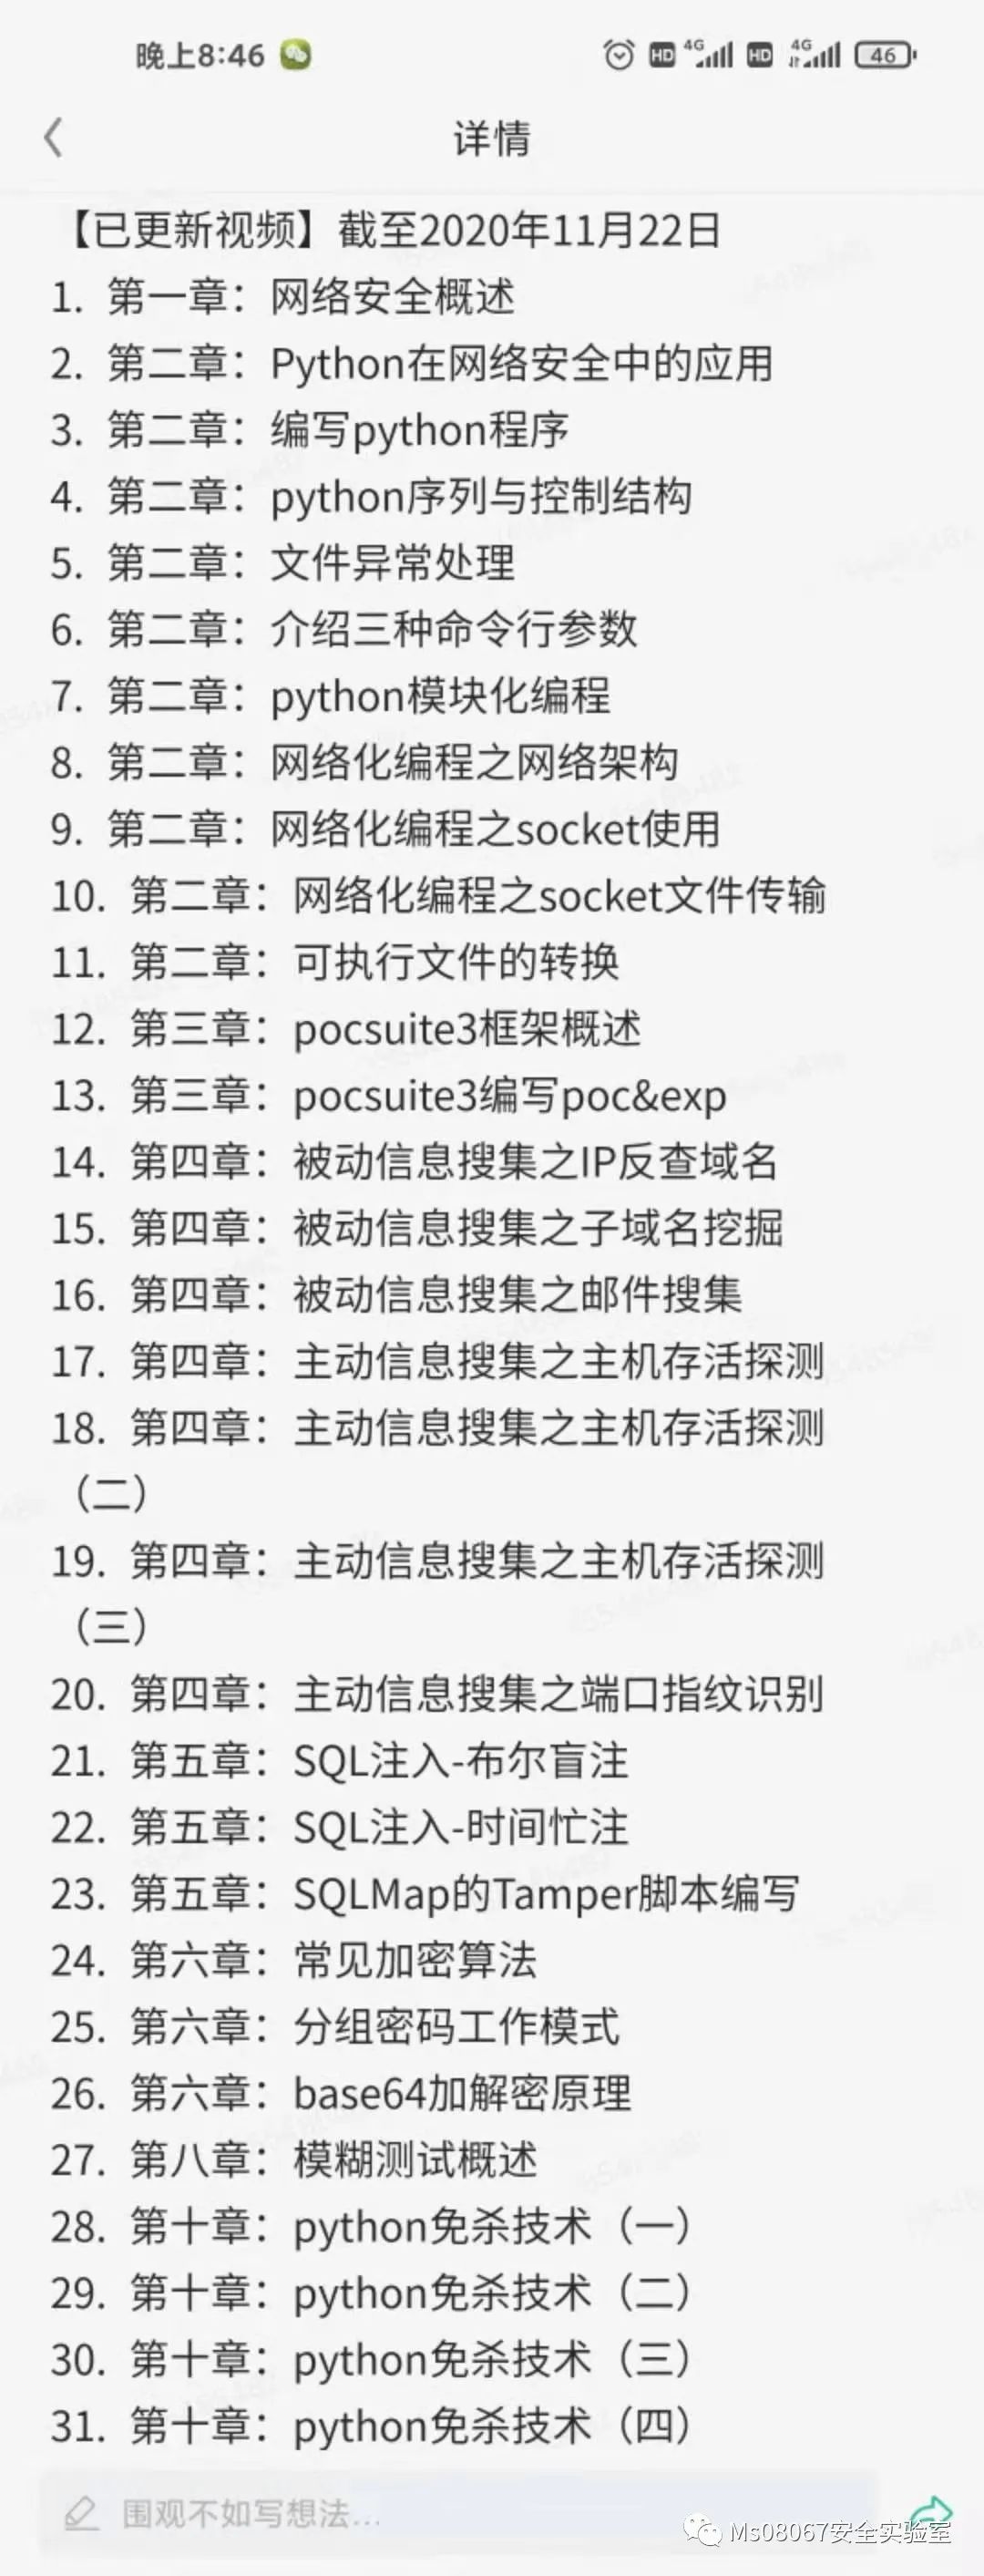 晚上8:46
HD 4G HD 4G 46
详情
【已更新视频】截至2020年11月22日
1. 第一章：网络安全概述
2. 第二章：Python在网络安全中的应用
3. 第二章：编写python程序
4. 第二章：python序列与控制结构
5. 第二章：文件异常处理
6. 第二章：介绍三种命令行参数
7. 第二章：python模块化编程
8. 第二章：网络化编程之网络架构
9. 第二章：网络化编程之socket使用
10. 第二章：网络化编程之socket文件传输
11. 第二章：可执行文件的转换
12. 第三章：pocsuite3框架概述
13. 第三章：pocsuite3编写poc&exp
14. 第四章：被动信息搜集之IP反查域名
15. 第四章：被动信息搜集之子域名挖掘
16. 第四章：被动信息搜集之邮件搜集
17. 第四章：主动信息搜集之主机存活探测
18. 第四章：主动信息搜集之主机存活探测
（二）
19. 第四章：主动信息搜集之主机存活探测
（三）
20. 第四章：主动信息搜集之端口指纹识别
21. 第五章：SQL注入-布尔盲注
22. 第五章：SQL注入-时间忙注
23. 第五章：SQLMap的Tamper脚本编写
24. 第六章：常见加密算法
25. 第六章：分组密码工作模式
26. 第六章：base64加解密原理
27. 第八章：模糊测试概述
28. 第十章：python免杀技术（一）
29. 第十章：python免杀技术（二）
30. 第十章：python免杀技术（三）
31. 第十章：python免杀技术（四）
围观不如写想法...
Ms08067安全实验室